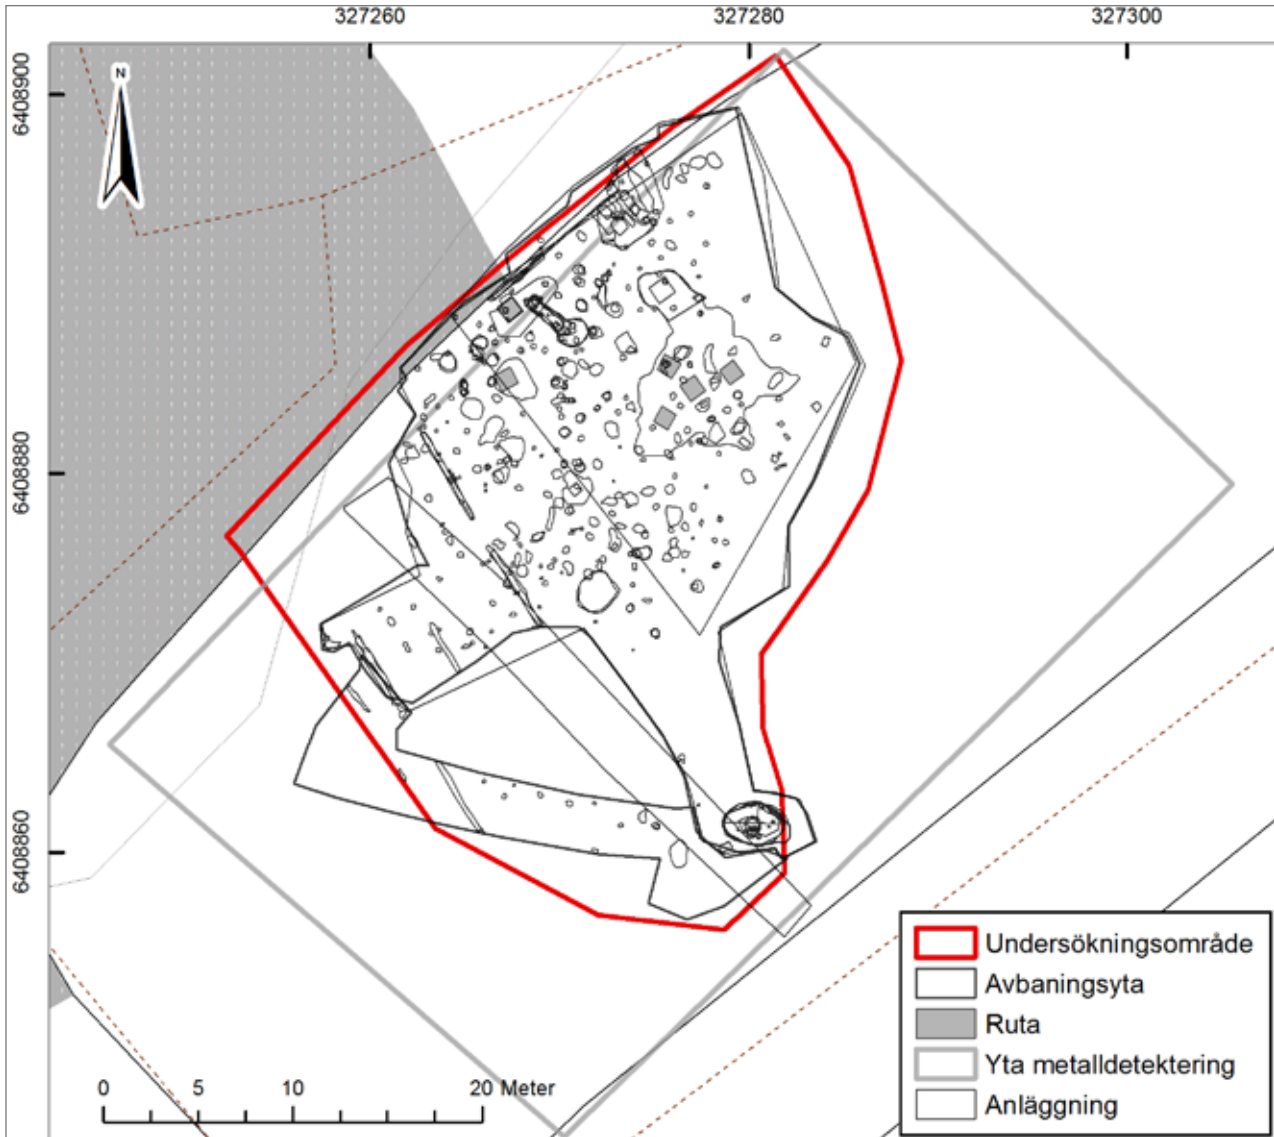 327260 327280 327300
6408900
N
6408880
6408860
Undersökningsområde
Avbaningsyta
Ruta
Yta metalldetektering
Anläggning
0 5 10 20 Meter